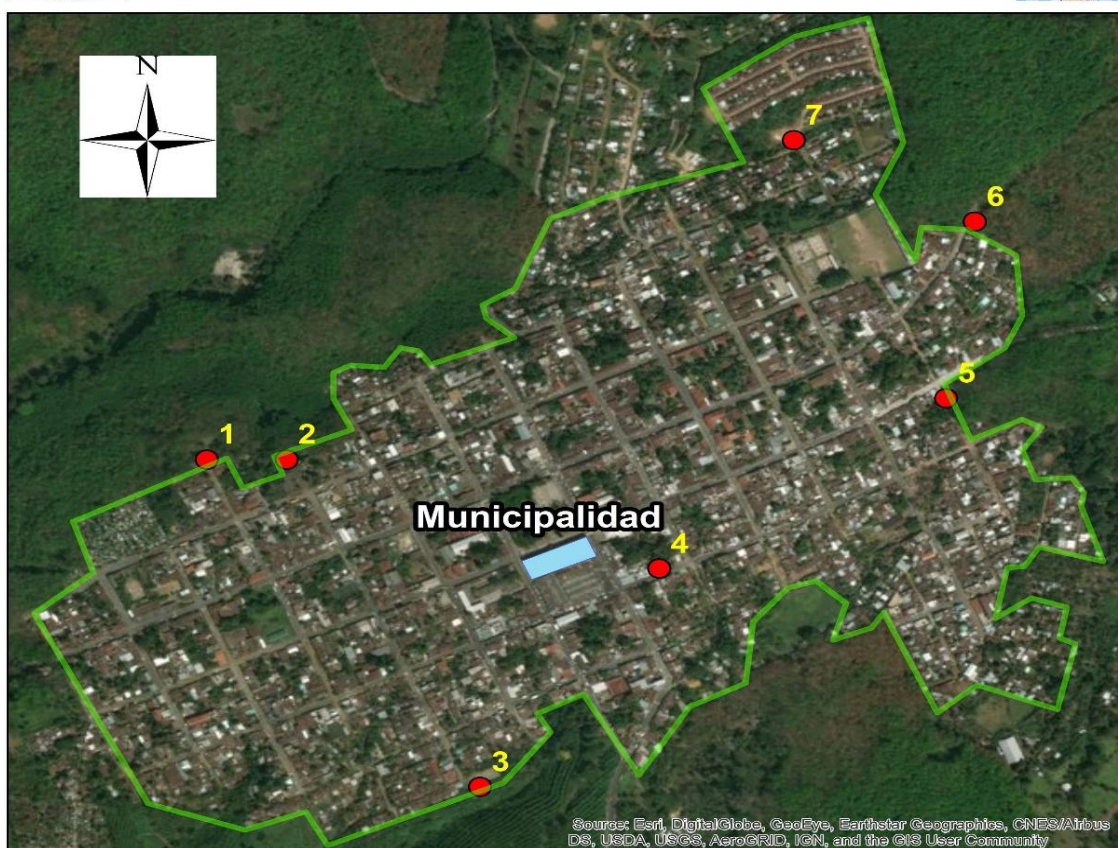 N
7
6
5
1
2
Municipalidad
4
3
Source: Esri, DigitalGlobe, GeoEye, Earthstar Geographics, CNES/Airbus
DS, USDA, USGS, AeroGRID, IGN, and the GIS User Community